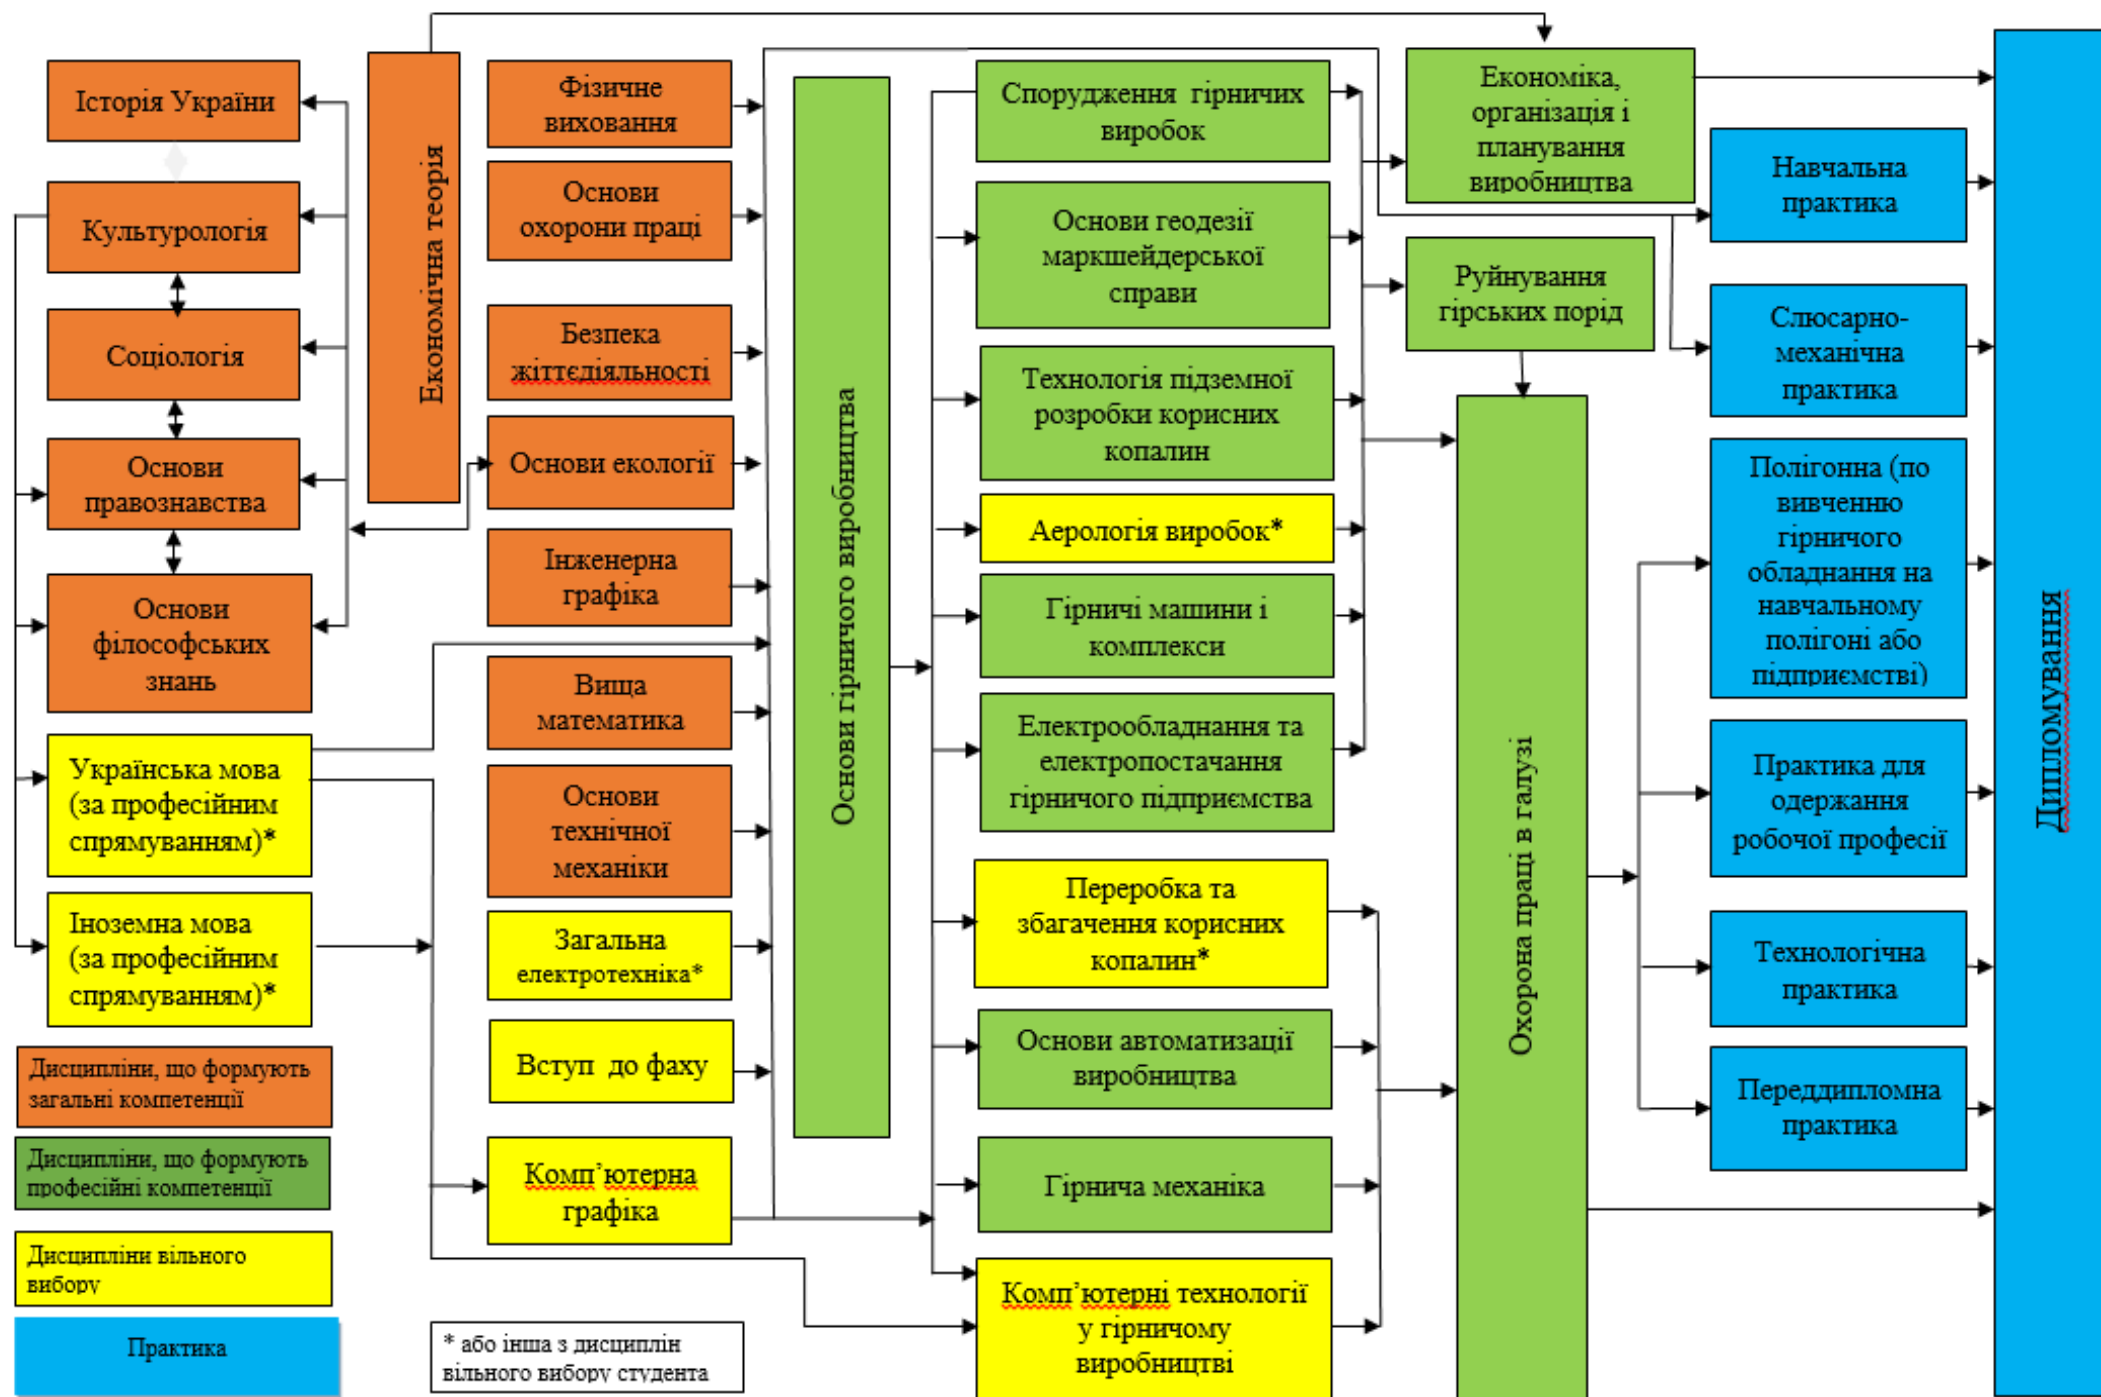 Історія України
Культурологія
Соціологія
Основи
правознавства
Основи
філософських
знань
Українська мова
(за професійним
спрямуванням)*
Іноземна мова
(за професійним
спрямуванням)*
Дисципліни, що формують
загальні компетенції
Дисципліни, що формують
професійні компетенції
Дисципліни вільного
вибору
Практика
Економічна теорія
Фізичне
виховання
Основи
охорони праці
Безпека
жіттєдіяльності
Основи екології
Інженерна
графіка
Вища
математика
Основи
технічної
механіки
Загальна
електротехніка*
Вступ до фаху
Комп’ютерна
графіка
* або інша з дисциплін
вільного вибору студента
Основи гірничого виробництва
Спорудження гірничих
виробок
Основи геодезії
маркшейдерської
справи
Технологія підземної
розробки корисних
копалин
Аерологія виробок*
Гірничі машини і
комплекси
Електрообладнання та
електропостачання
гірничого підприємства
Переробка та
збагачення корисних
копалин*
Основи автоматизації
виробництва
Гірнича механіка
Комп’ютерні технології
у гірничому
виробництві
Економіка,
організація і
планування
виробництва
Руйнування
гірських порід
Охорона праці в галузі
Навчальна
практика
Слюсарно-
механічна
практика
Полігонна (по
вивченню
гірничого
обладнання на
навчальному
полігоні або
підприємстві)
Практика для
одержання
робочої професії
Технологічна
практика
Переддипломна
практика
Дипломування